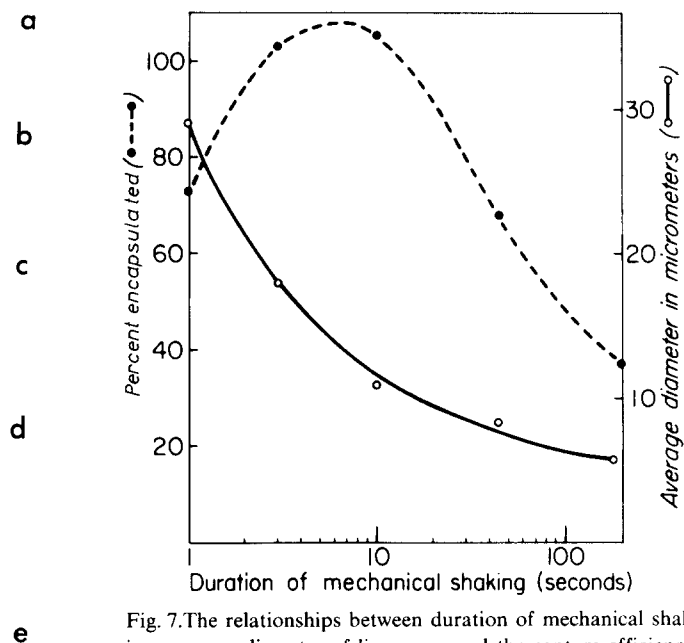 a
b
c
d
e
100
80
60
40
20
Percent encapsulated (●---●)
30
20
10
Average diameter in micrometers (○—○)
1 10 100
Duration of mechanical shaking (seconds)
Fig. 7.The relationships between duration of mechanical shak